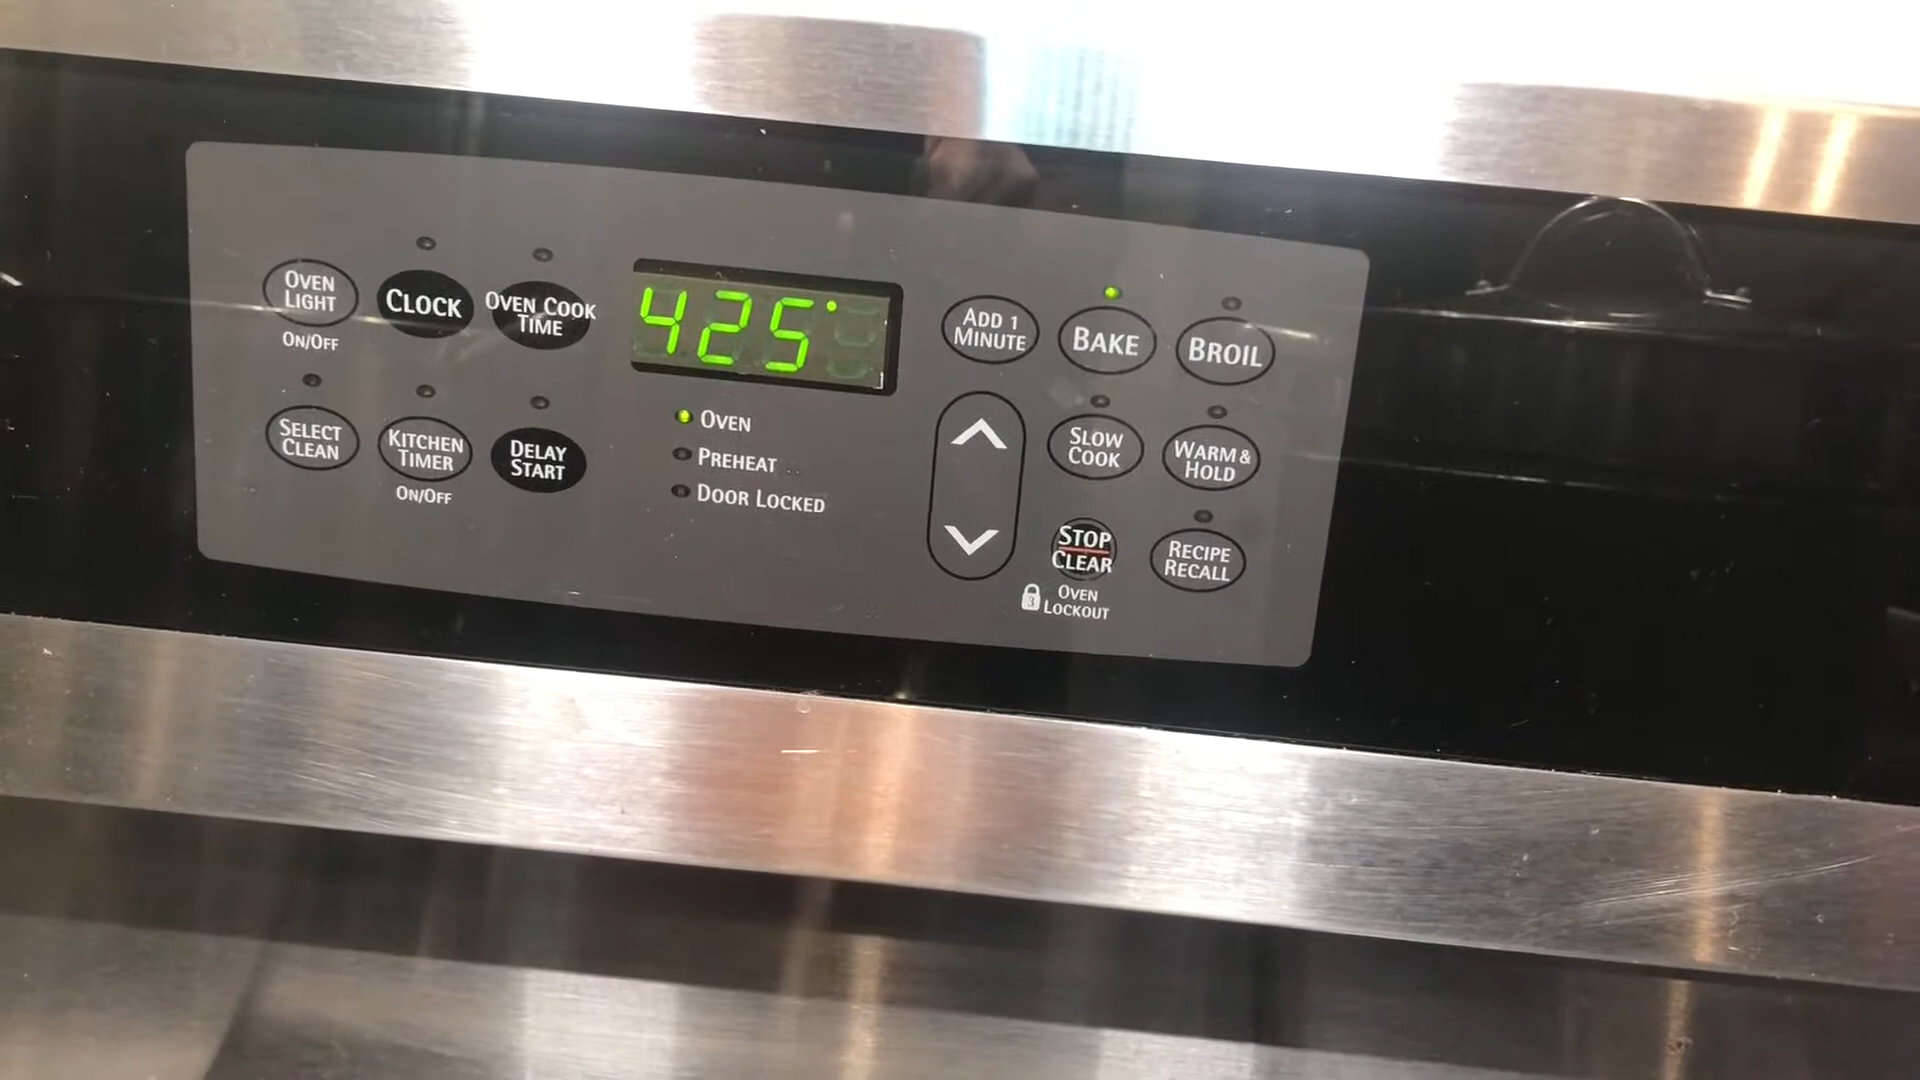 OVEN
LIGHT
ON/OFF
CLOCK
OVEN COOK
TIME
SELECT
CLEAN
KITCHEN
TIMER
ON/OFF
DELAY
START
425°
OVEN
PREHEAT
DOOR LOCKED
ADD 1
MINUTE
BAKE
BROIL
SLOW
COOK
WARM &
HOLD
STOP
CLEAR
3
OVEN
LOCKOUT
RECIPE
RECALL